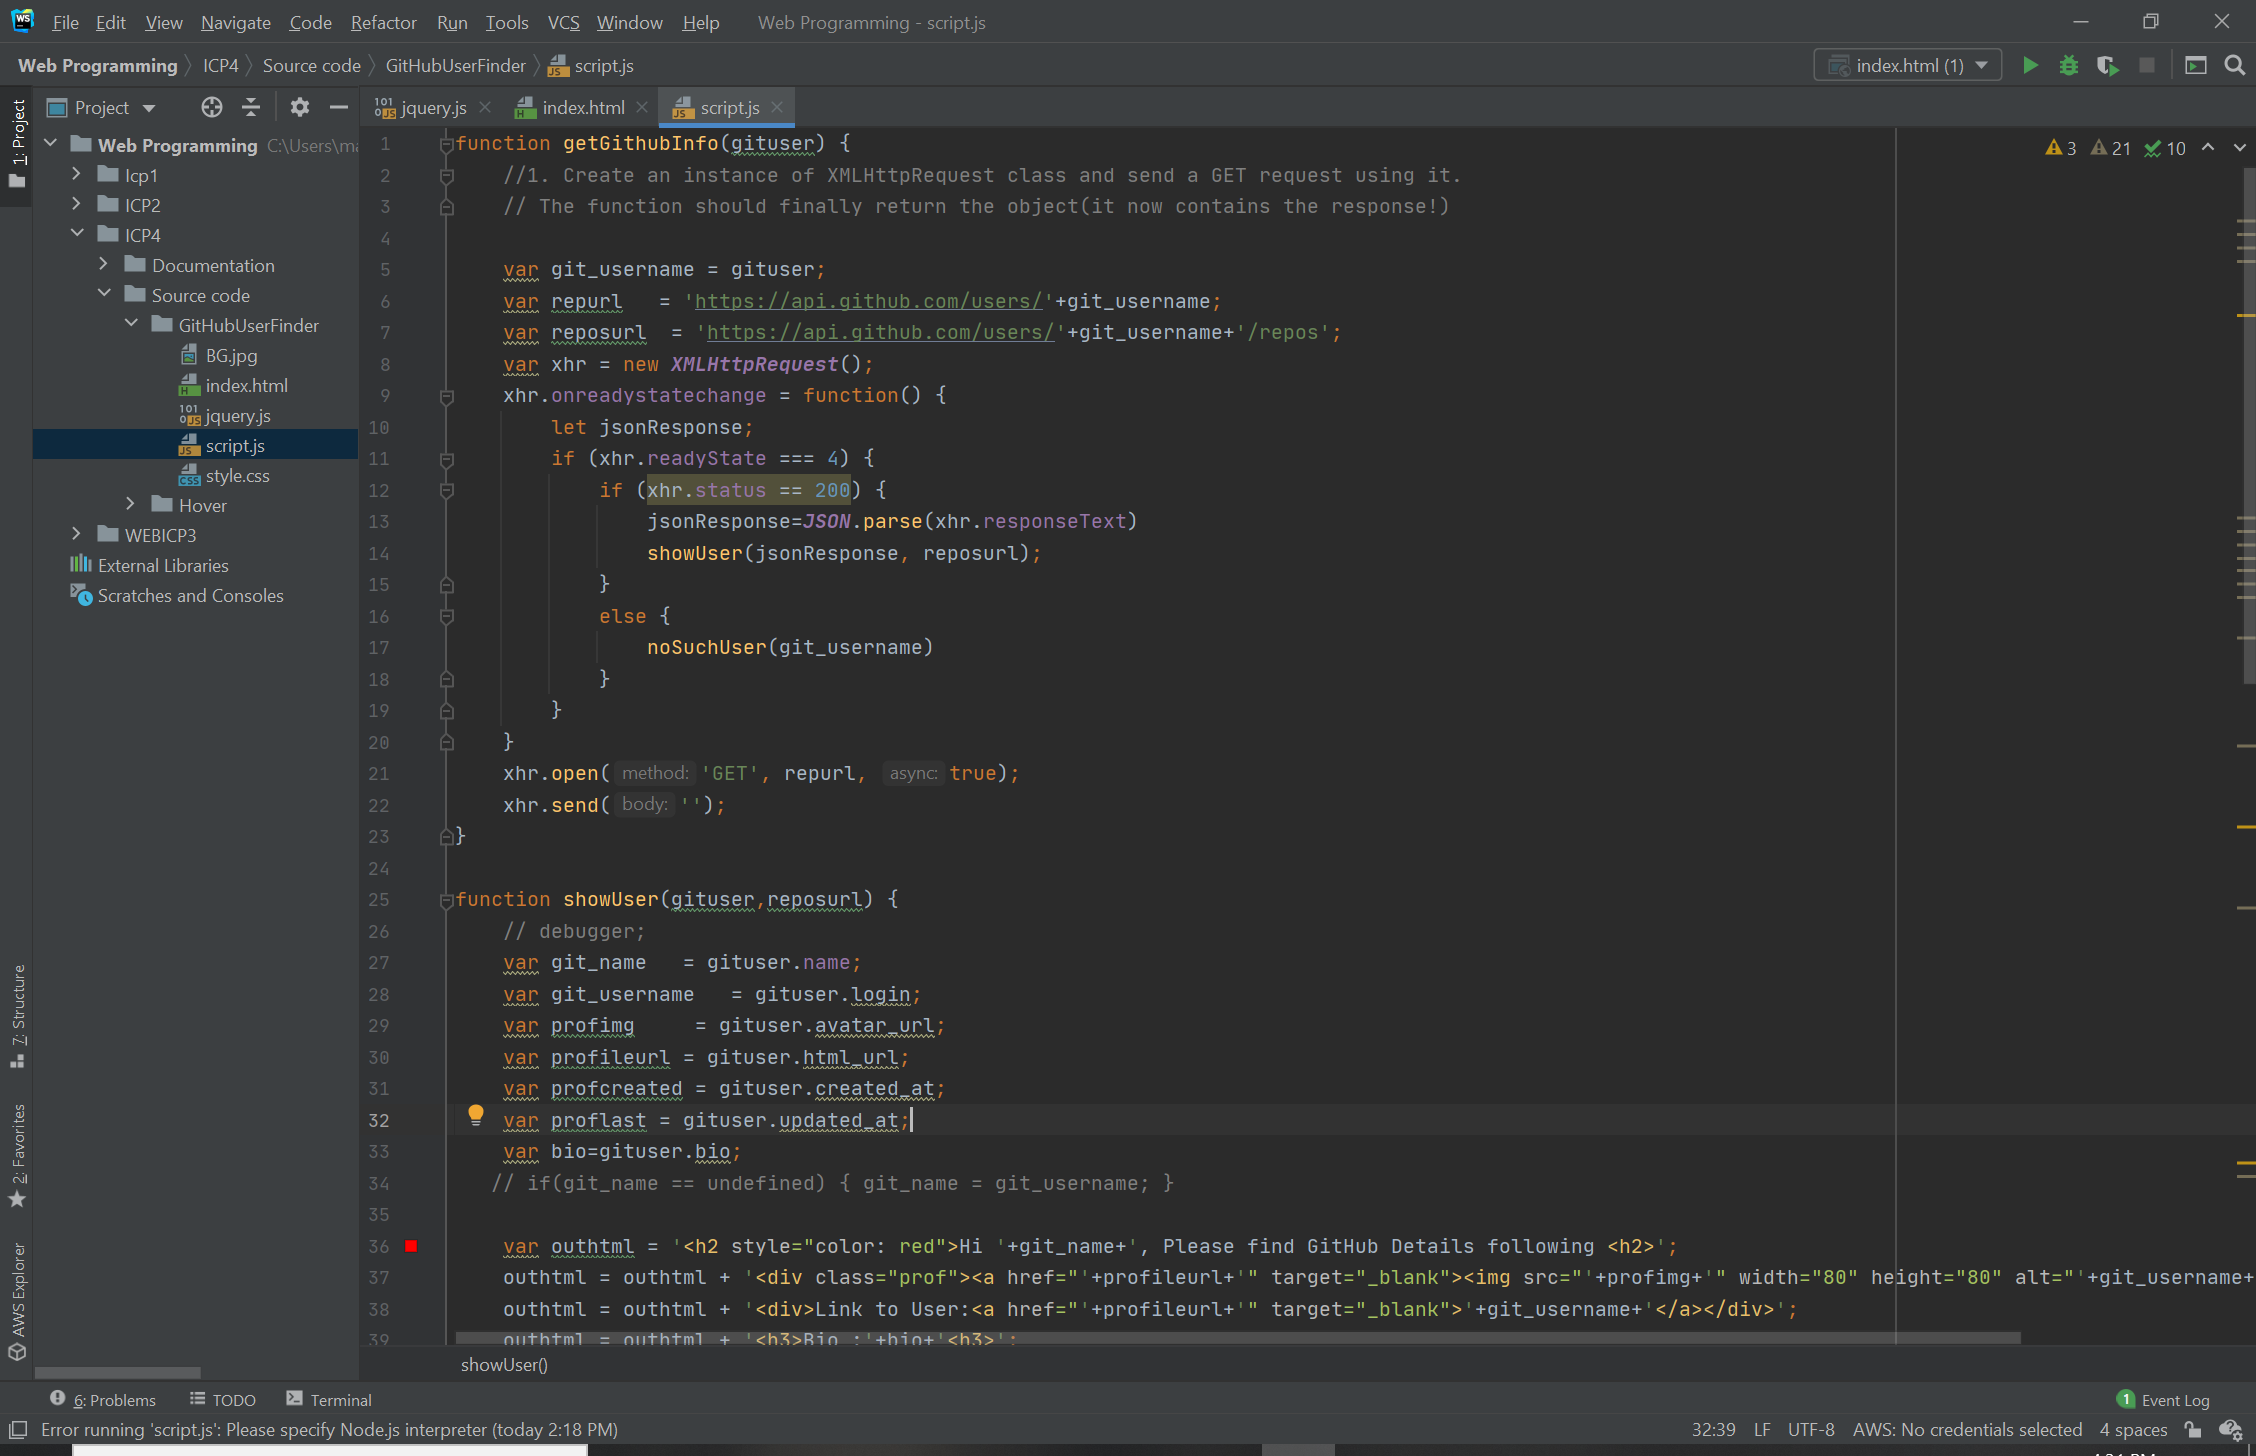 File Edit View Navigate Code Refactor Run Tools VCS Window Help Web Programming - script.js
Web Programming ICP4 Source code GitHubUserFinder script.js index.html (1)
1: Project
Project
jquery.js index.html script.js
Web Programming
Icp1
ICP2
ICP4
Documentation
Source code
GitHubUserFinder
BG.jpg
index.html
jquery.js
script.js
style.css
Hover
WEBICP3
External Libraries
Scratches and Consoles
3 21 10
1 function getGithubInfo(gituser) {
2 //1. Create an instance of XMLHttpRequest class and send a GET request using it.
3 // The function should finally return the object(it now contains the response!)
4
5 var git_username = gituser;
6 var repurl   = 'https://api.github.com/users/'+git_username;
7 var reposurl  = 'https://api.github.com/users/'+git_username+'/repos';
8 var xhr = new XMLHttpRequest();
9 xhr.onreadystatechange = function() {
10 let jsonResponse;
11 if (xhr.readyState === 4) {
12 if (xhr.status == 200) {
13 jsonResponse=JSON.parse(xhr.responseText)
14 showUser(jsonResponse, reposurl);
15 }
16 else {
17 noSuchUser(git_username)
18 }
19 }
20 }
21 xhr.open( method: 'GET', repurl, async: true);
22 xhr.send( body: '');
23 }
24
25 function showUser(gituser,reposurl) {
26 // debugger;
27 var git_name   = gituser.name;
28 var git_username   = gituser.login;
29 var profimg     = gituser.avatar_url;
30 var profileurl = gituser.html_url;
31 var profcreated = gituser.created_at;
32 var proflast = gituser.updated_at;
33 var bio=gituser.bio;
34 // if(git_name == undefined) { git_name = git_username; }
35
36 var outhtml = '<h2 style="color: red">Hi '+git_name+', Please find GitHub Details following <h2>';
37 outhtml = outhtml + '<div class="prof"><a href="'+profileurl+'" target="_blank"><img src="'+profimg+'" width="80" height="80" alt="'+git_username+
38 outhtml = outhtml + '<div>Link to User:<a href="'+profileurl+'" target="_blank">'+git_username+'</a></div>';
39 outhtml = outhtml + '<h3>Bio :'+bio+'<h3>';
showUser()
7: Structure
2: Favorites
AWS Explorer
6: Problems TODO Terminal 1 Event Log
Error running 'script.js': Please specify Node.js interpreter (today 2:18 PM) 32:39 LF UTF-8 AWS: No credentials selected 4 spaces